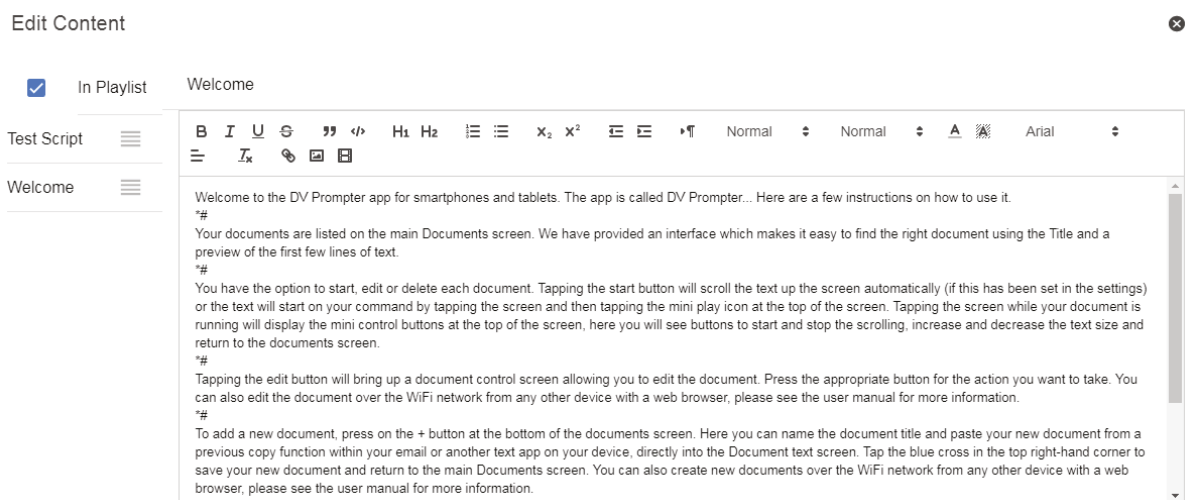 Edit Content
In Playlist
Welcome
Test Script
Welcome
B I U S ” </> H1 H2 X2 X2 ¶ Normal Normal A A Arial
Tx
Welcome to the DV Prompter app for smartphones and tablets. The app is called DV Prompter... Here are a few instructions on how to use it.
*#
Your documents are listed on the main Documents screen. We have provided an interface which makes it easy to find the right document using the Title and a
preview of the first few lines of text.
*#
You have the option to start, edit or delete each document. Tapping the start button will scroll the text up the screen automatically (if this has been set in the settings)
or the text will start on your command by tapping the screen and then tapping the mini play icon at the top of the screen. Tapping the screen while your document is
running will display the mini control buttons at the top of the screen, here you will see buttons to start and stop the scrolling, increase and decrease the text size and
return to the documents screen.
*#
Tapping the edit button will bring up a document control screen allowing you to edit the document. Press the appropriate button for the action you want to take. You
can also edit the document over the WiFi network from any other device with a web browser, please see the user manual for more information.
*#
To add a new document, press on the + button at the bottom of the documents screen. Here you can name the document title and paste your new document from a
previous copy function within your email or another text app on your device, directly into the Document text screen. Tap the blue cross in the top right-hand corner to
save your new document and return to the main Documents screen. You can also create new documents over the WiFi network from any other device with a web
browser, please see the user manual for more information.